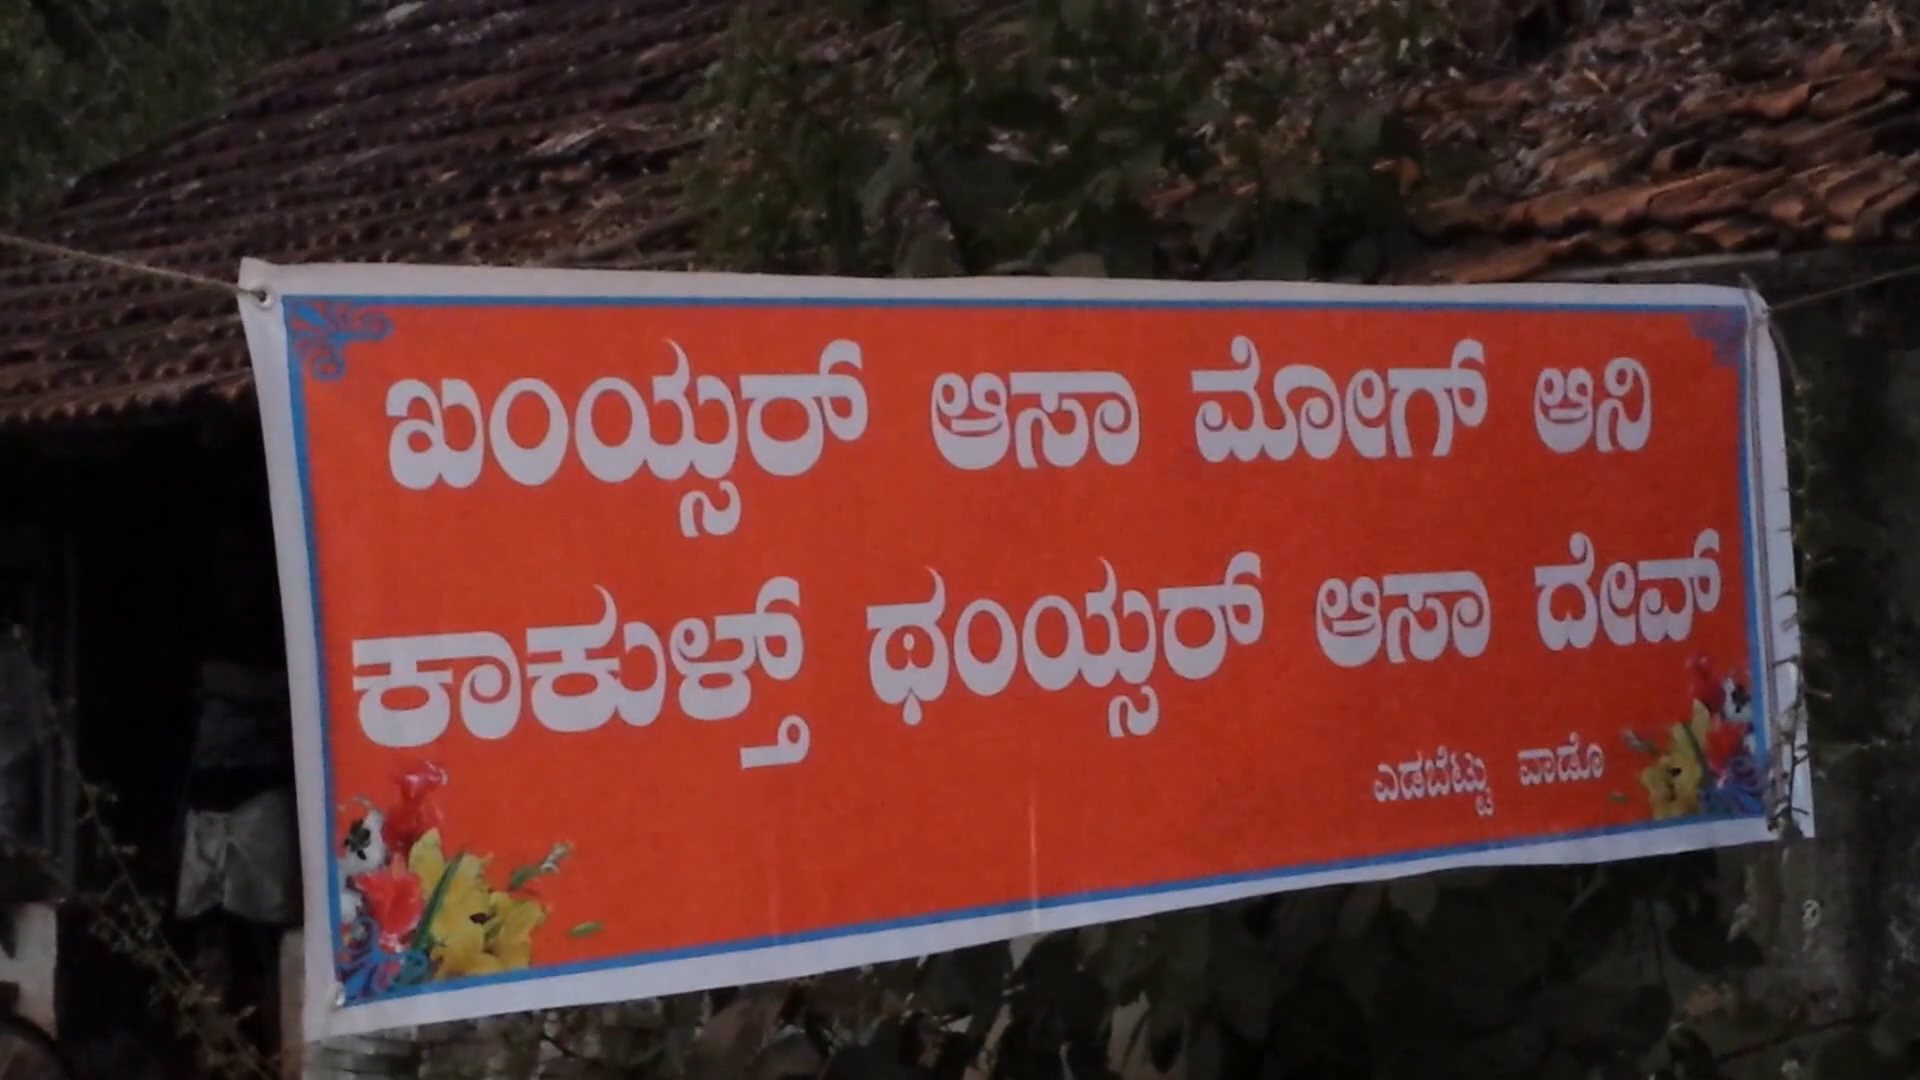 ಖಂಯ್ಸರ್ ಆಸಾ ಮೋಗ್ ಆನಿ
ಕಾಕುಳ್ತ್ ಥಂಯ್ಸರ್ ಆಸಾ ದೇವ್
ಎಡಬೆಟ್ಟು ವಾಡೊ